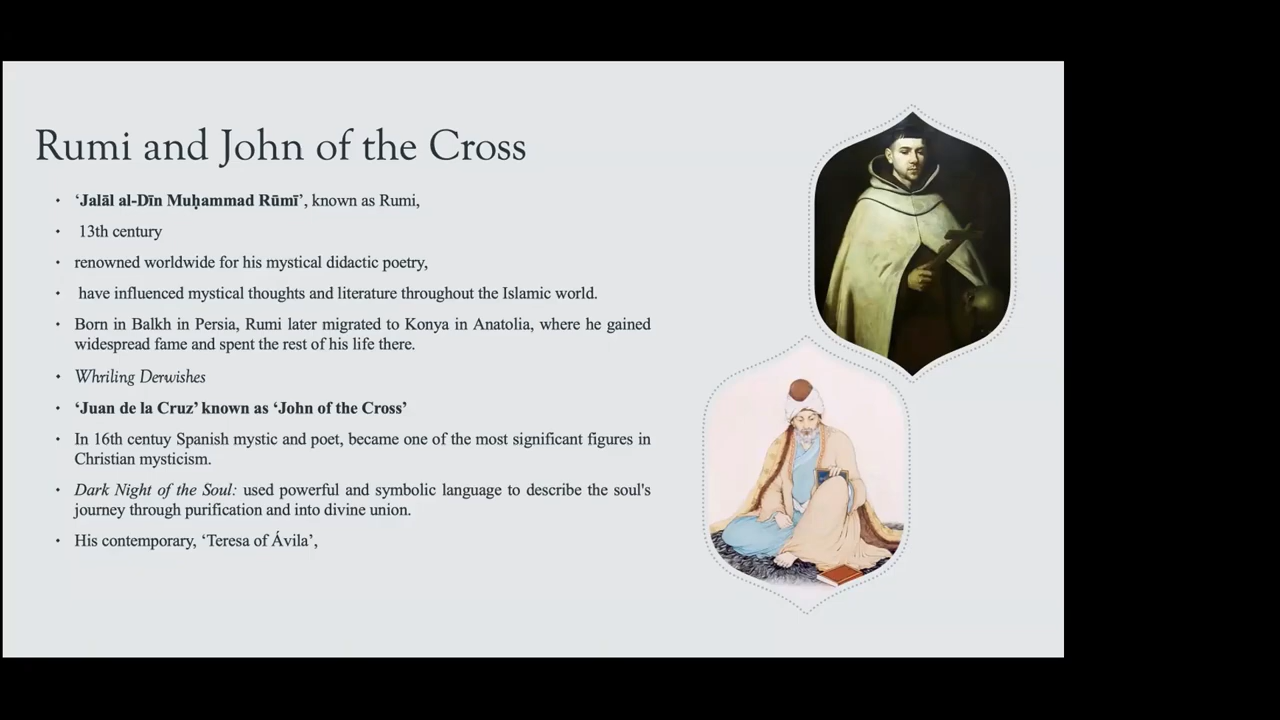 Rumi and John of the Cross
• ‘Jalāl al-Dīn Muḥammad Rūmī’, known as Rumi,
• 13th century
• renowned worldwide for his mystical didactic poetry,
• have influenced mystical thoughts and literature throughout the Islamic world.
• Born in Balkh in Persia, Rumi later migrated to Konya in Anatolia, where he gained
widespread fame and spent the rest of his life there.
• Whriling Derwishes
• ‘Juan de la Cruz’ known as ‘John of the Cross’
• In 16th centuy Spanish mystic and poet, became one of the most significant figures in
Christian mysticism.
• Dark Night of the Soul: used powerful and symbolic language to describe the soul's
journey through purification and into divine union.
• His contemporary, ‘Teresa of Ávila’,